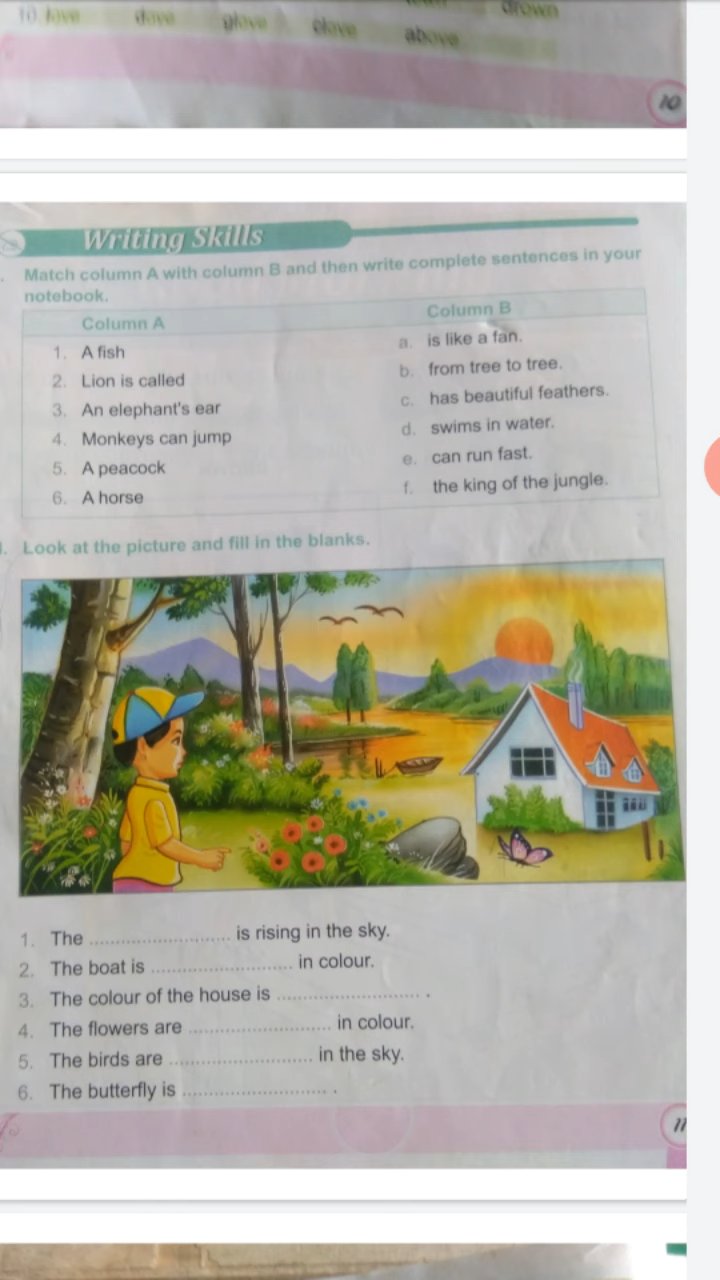 10. love dove glove clove above
drown
10
Writing Skills
Match column A with column B and then write complete sentences in your
notebook.
Column A Column B
1. A fish a. is like a fan.
2. Lion is called b. from tree to tree.
3. An elephant's ear c. has beautiful feathers.
4. Monkeys can jump d. swims in water.
5. A peacock e. can run fast.
6. A horse f. the king of the jungle.
Look at the picture and fill in the blanks.
1. The ............................ is rising in the sky.
2. The boat is ............................ in colour.
3. The colour of the house is ............................ .
4. The flowers are ............................ in colour.
5. The birds are ............................ in the sky.
6. The butterfly is ............................ .
11